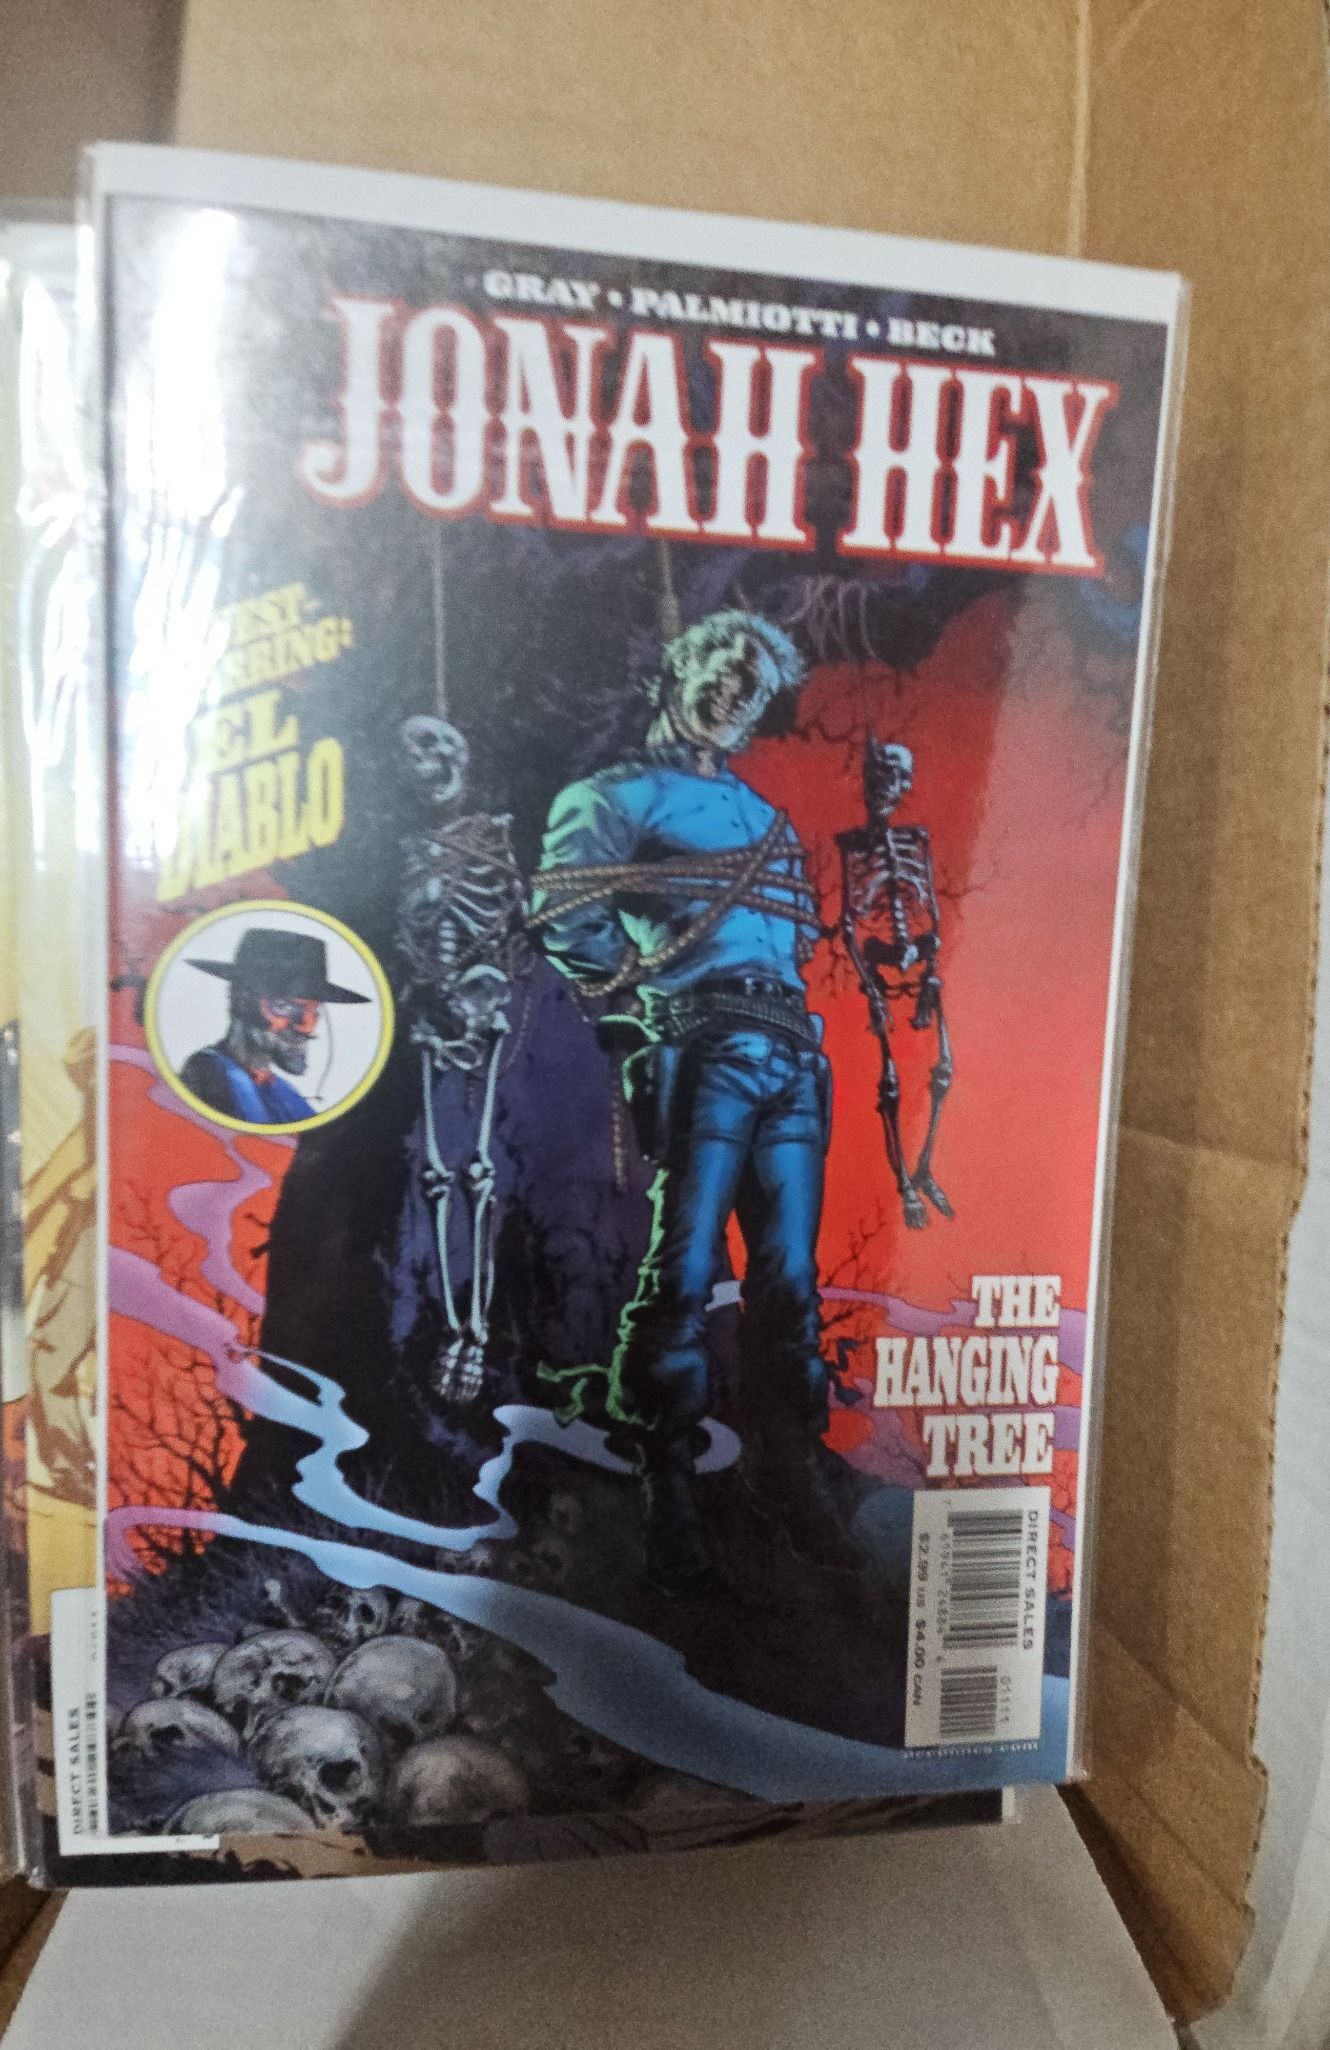 GRAY • PALMIOTTI • BECK
JONAH HEX
EL
DIABLO
THE
HANGING
TREE
DIRECT SALES
$2.99 US $4.00 CAN
01111
DIRECT SALES